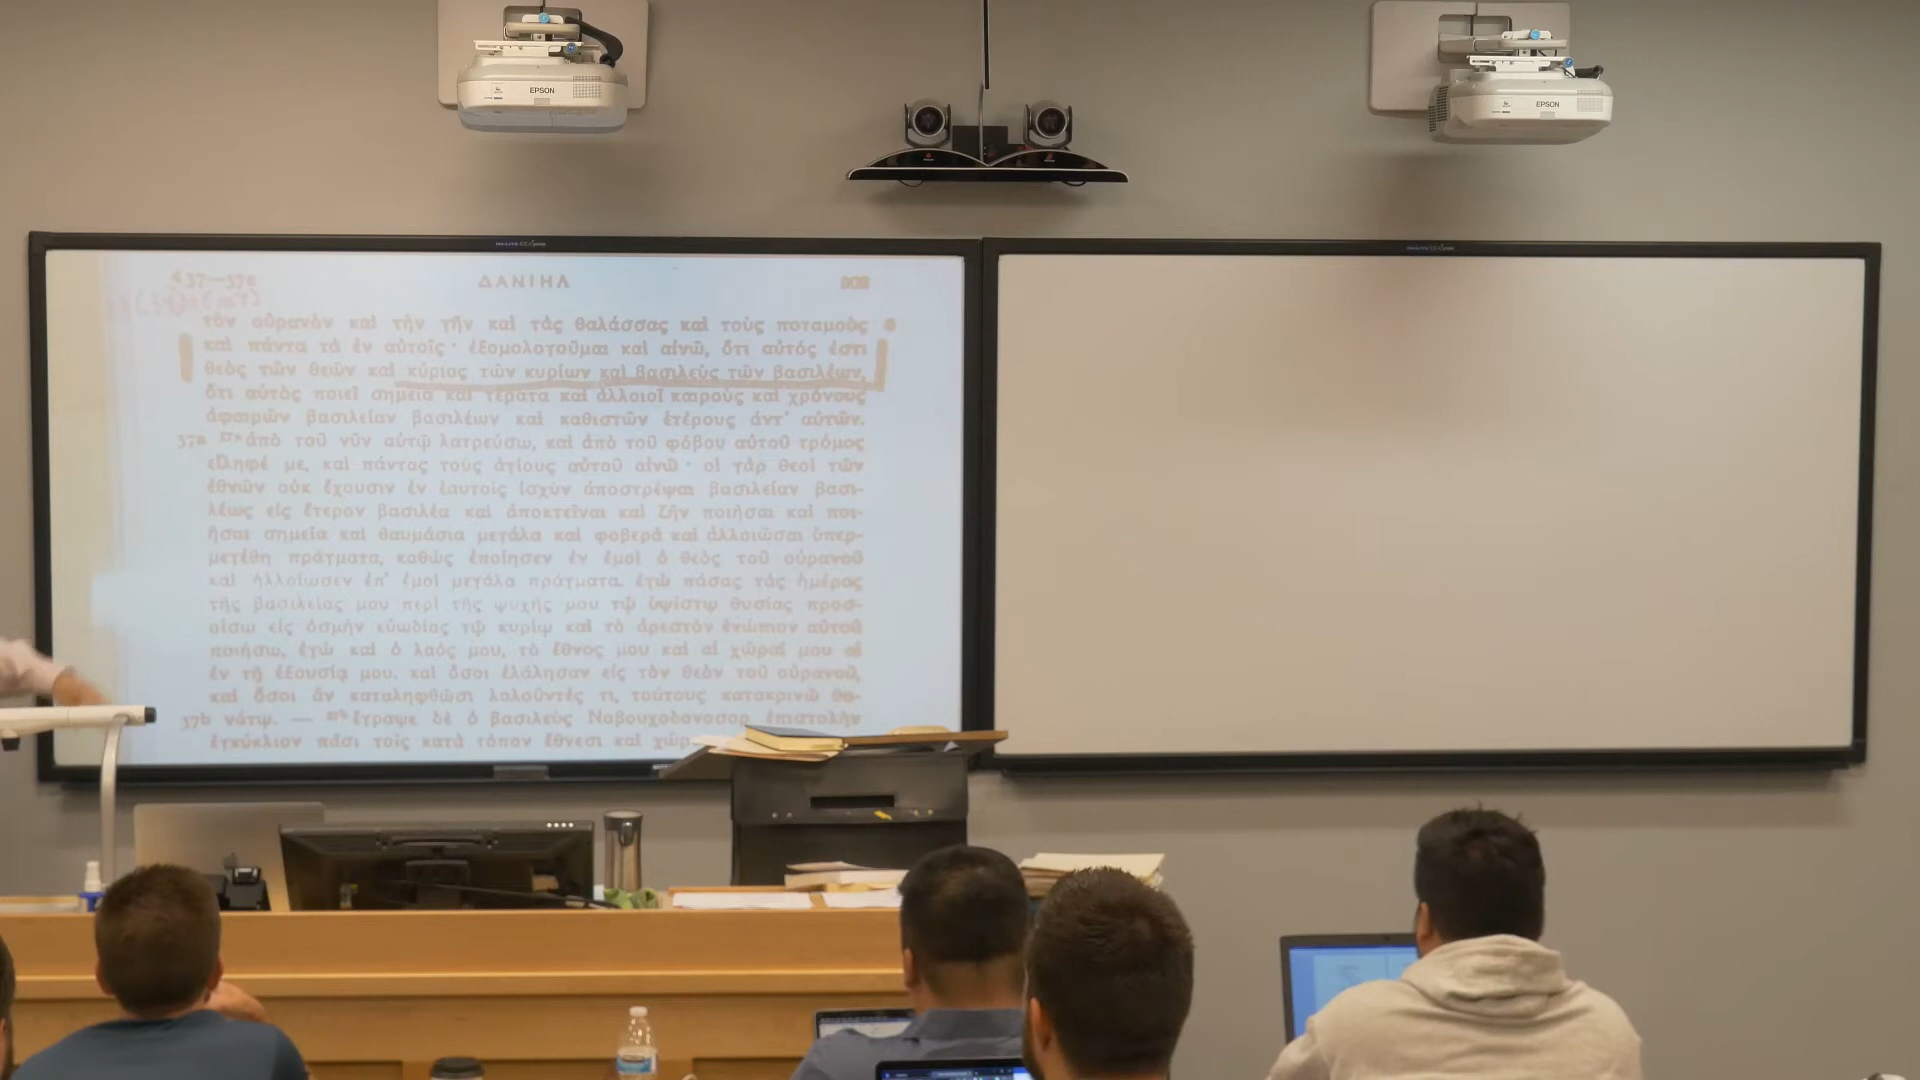 EPSON
EPSON
4 37—37a
ΔΑΝΙΗΛ
τὸν οὐρανὸν καὶ τὴν γῆν καὶ τὰς θαλάσσας καὶ τοὺς ποταμοὺς
καὶ πάντα τὰ ἐν αὐτοῖς · ἐξομολογοῦμαι καὶ αἰνῶ, ὅτι αὐτός ἐστι
θεὸς τῶν θεῶν καὶ κύριος τῶν κυρίων καὶ βασιλεὺς τῶν βασιλέων,
ὅτι αὐτὸς ποιεῖ σημεῖα καὶ τέρατα καὶ ἀλλοιοῖ καιροὺς καὶ χρόνους
ἀφαιρῶν βασιλείαν βασιλέων καὶ καθιστῶν ἑτέρους ἀντ᾽ αὐτῶν.
37a 37a ἀπὸ τοῦ νῦν αὐτῷ λατρεύσω, καὶ ἀπὸ τοῦ φόβου αὐτοῦ τρόμος
εἴληφέ με, καὶ πάντας τοὺς ἁγίους αὐτοῦ αἰνῶ · οἱ γὰρ θεοὶ τῶν
ἐθνῶν οὐκ ἔχουσιν ἐν ἑαυτοῖς ἰσχὺν ἀποστρέψαι βασιλείαν βασι-
λέως εἰς ἕτερον βασιλέα καὶ ἀποκτεῖναι καὶ ζῆν ποιῆσαι καὶ ποι-
ῆσαι σημεῖα καὶ θαυμάσια μεγάλα καὶ φοβερὰ καὶ ἀλλοιῶσαι ὑπερ-
μεγέθη πράγματα, καθὼς ἐποίησεν ἐν ἐμοὶ ὁ θεὸς τοῦ οὐρανοῦ
καὶ ἠλλοίωσεν ἐπ᾽ ἐμοὶ μεγάλα πράγματα. ἐγὼ πάσας τὰς ἡμέρας
τῆς βασιλείας μου περὶ τῆς ψυχῆς μου τῷ ὑψίστῳ θυσίας προσ-
οίσω εἰς ὀσμὴν εὐωδίας τῷ κυρίῳ καὶ τὸ ἀρεστὸν ἐνώπιον αὐτοῦ
ποιήσω, ἐγὼ καὶ ὁ λαός μου, τὸ ἔθνος μου καὶ αἱ χῶραί μου αἱ
ἐν τῇ ἐξουσίᾳ μου. καὶ ὅσοι ἐλάλησαν εἰς τὸν θεὸν τοῦ οὐρανοῦ,
καὶ ὅσοι ἂν καταληφθῶσι λαλοῦντές τι, τούτους κατακρινῶ θα-
37b νάτῳ. — 37b ἔγραψε δὲ ὁ βασιλεὺς Ναβουχοδονοσορ ἐπιστολὴν
ἐγκύκλιον πᾶσι τοῖς κατὰ τόπον ἔθνεσι καὶ χώρ